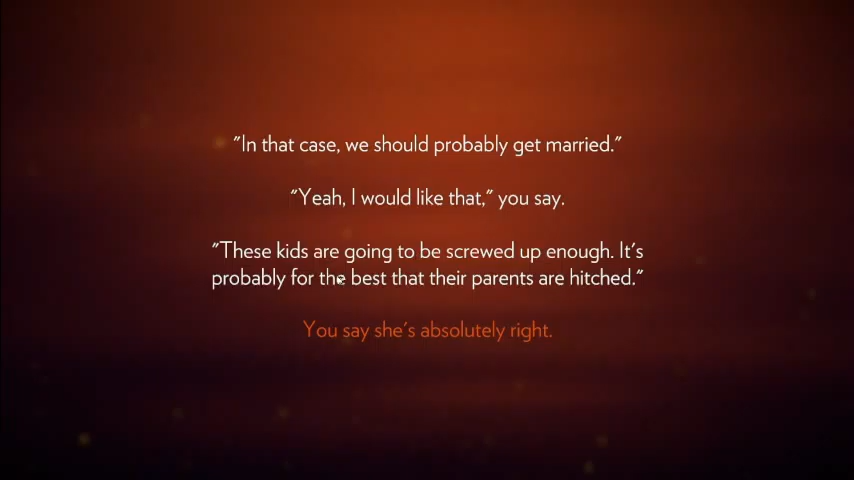 "In that case, we should probably get married."
"Yeah, I would like that," you say.
"These kids are going to be screwed up enough. It's
probably for the best that their parents are hitched."
You say she's absolutely right.